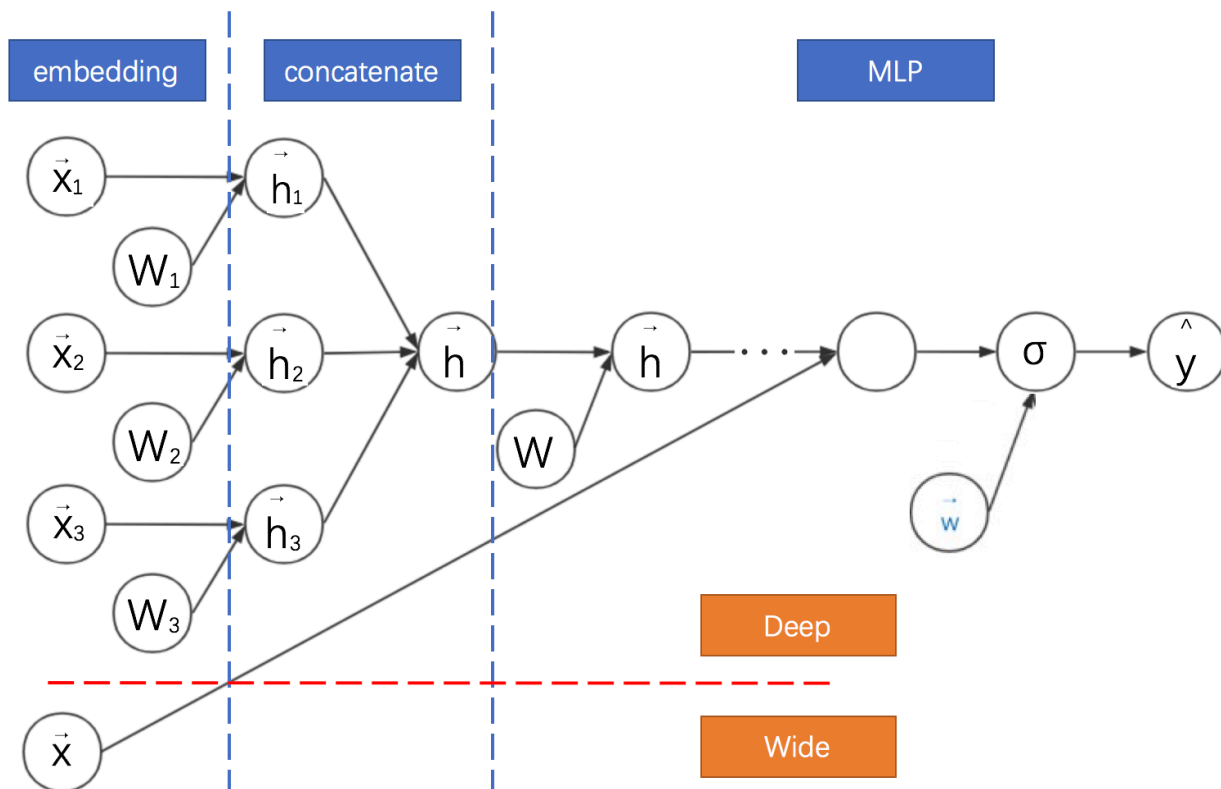 embedding
concatenate
MLP
x⃗₁
h⃗₁
W₁
x⃗₂
h⃗₂
h⃗
h⃗
...
σ
ŷ
W₂
W
x⃗₃
h⃗₃
w⃗
W₃
Deep
x⃗
Wide